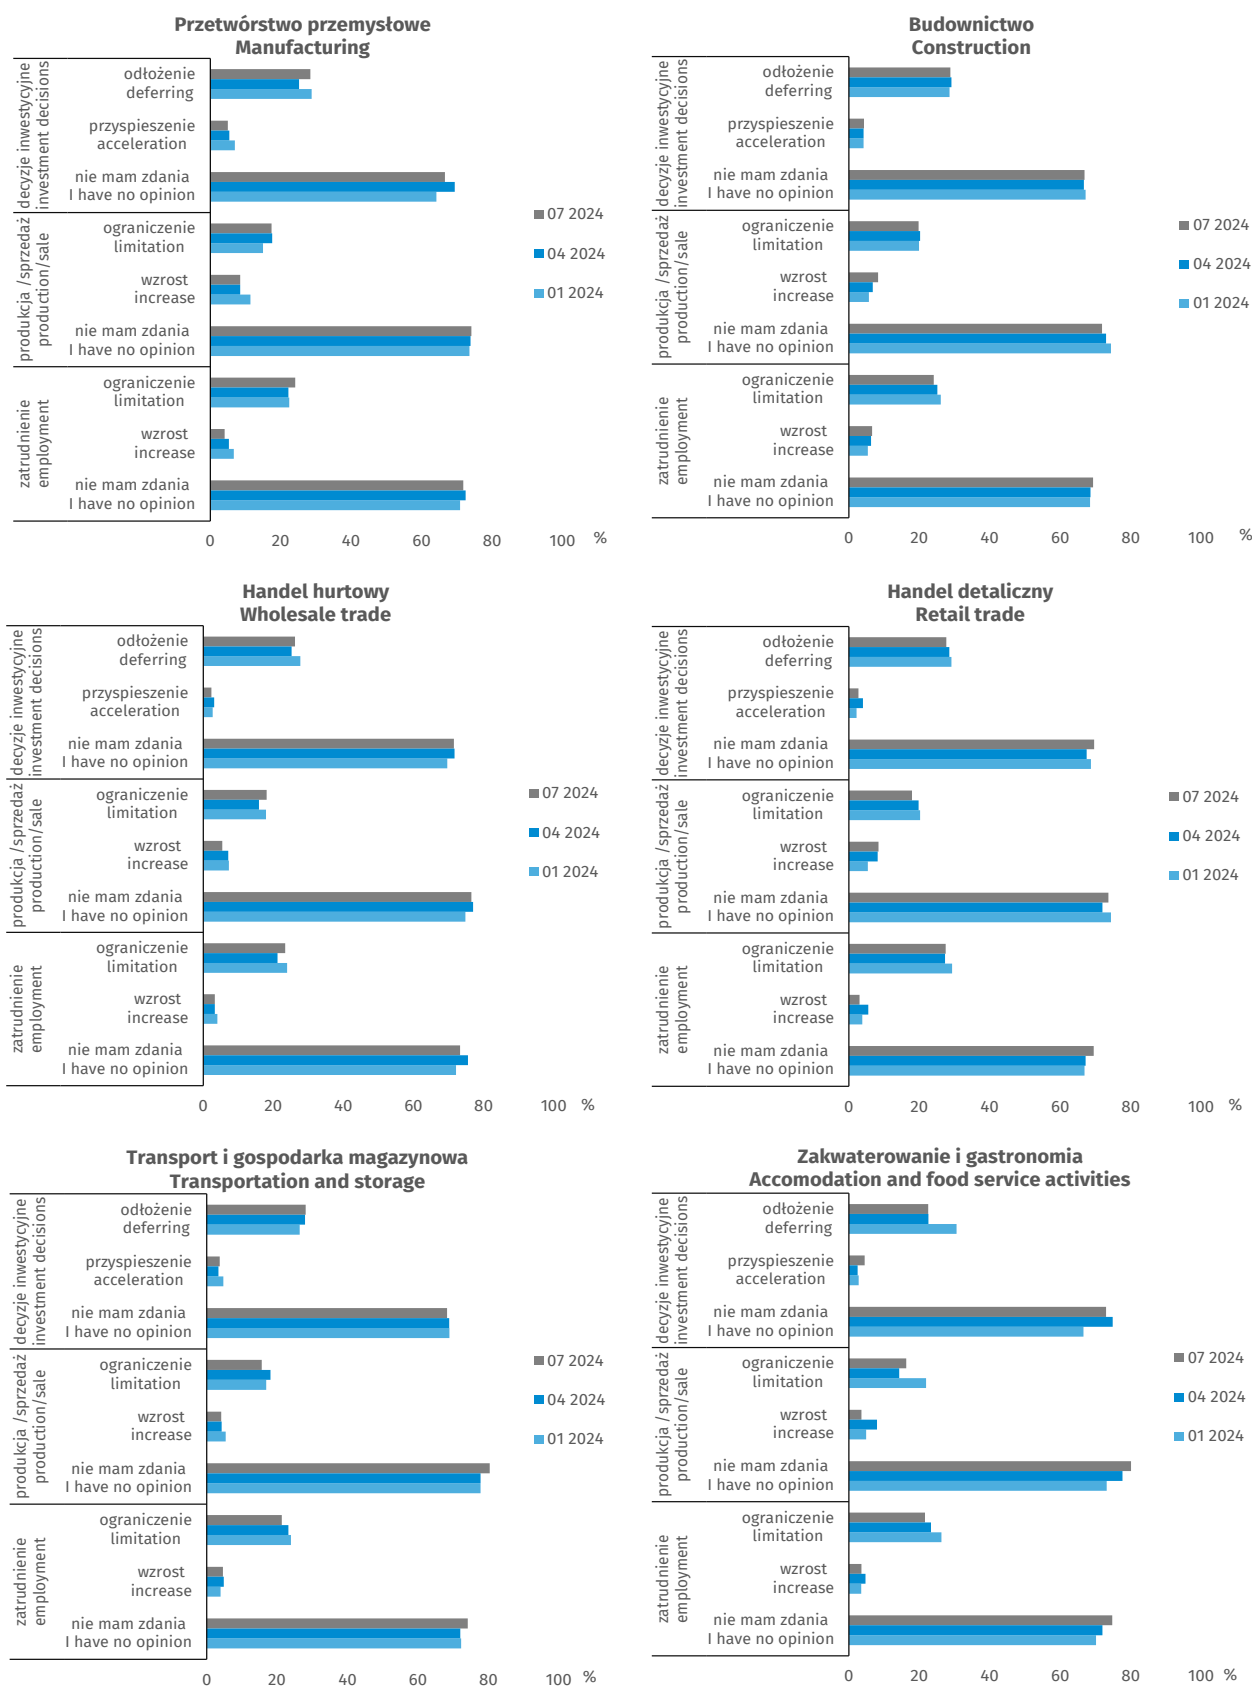 Przetwórstwo przemysłowe
Manufacturing
decyzje inwestycyjne
investment decisions
odłożenie
deferring
przyspieszenie
acceleration
nie mam zdania
I have no opinion
produkcja /sprzedaż
production/sale
ograniczenie
limitation
wzrost
increase
nie mam zdania
I have no opinion
zatrudnienie
employment
ograniczenie
limitation
wzrost
increase
nie mam zdania
I have no opinion
07 2024
04 2024
01 2024
0 20 40 60 80 100 %
Budownictwo
Construction
decyzje inwestycyjne
investment decisions
odłożenie
deferring
przyspieszenie
acceleration
nie mam zdania
I have no opinion
produkcja /sprzedaż
production/sale
ograniczenie
limitation
wzrost
increase
nie mam zdania
I have no opinion
zatrudnienie
employment
ograniczenie
limitation
wzrost
increase
nie mam zdania
I have no opinion
07 2024
04 2024
01 2024
0 20 40 60 80 100 %
Handel hurtowy
Wholesale trade
decyzje inwestycyjne
investment decisions
odłożenie
deferring
przyspieszenie
acceleration
nie mam zdania
I have no opinion
produkcja /sprzedaż
production/sale
ograniczenie
limitation
wzrost
increase
nie mam zdania
I have no opinion
zatrudnienie
employment
ograniczenie
limitation
wzrost
increase
nie mam zdania
I have no opinion
07 2024
04 2024
01 2024
0 20 40 60 80 100 %
Handel detaliczny
Retail trade
decyzje inwestycyjne
investment decisions
odłożenie
deferring
przyspieszenie
acceleration
nie mam zdania
I have no opinion
produkcja /sprzedaż
production/sale
ograniczenie
limitation
wzrost
increase
nie mam zdania
I have no opinion
zatrudnienie
employment
ograniczenie
limitation
wzrost
increase
nie mam zdania
I have no opinion
07 2024
04 2024
01 2024
0 20 40 60 80 100 %
Transport i gospodarka magazynowa
Transportation and storage
decyzje inwestycyjne
investment decisions
odłożenie
deferring
przyspieszenie
acceleration
nie mam zdania
I have no opinion
produkcja /sprzedaż
production/sale
ograniczenie
limitation
wzrost
increase
nie mam zdania
I have no opinion
zatrudnienie
employment
ograniczenie
limitation
wzrost
increase
nie mam zdania
I have no opinion
07 2024
04 2024
01 2024
0 20 40 60 80 100 %
Zakwaterowanie i gastronomia
Accomodation and food service activities
decyzje inwestycyjne
investment decisions
odłożenie
deferring
przyspieszenie
acceleration
nie mam zdania
I have no opinion
produkcja /sprzedaż
production/sale
ograniczenie
limitation
wzrost
increase
nie mam zdania
I have no opinion
zatrudnienie
employment
ograniczenie
limitation
wzrost
increase
nie mam zdania
I have no opinion
07 2024
04 2024
01 2024
0 20 40 60 80 100 %